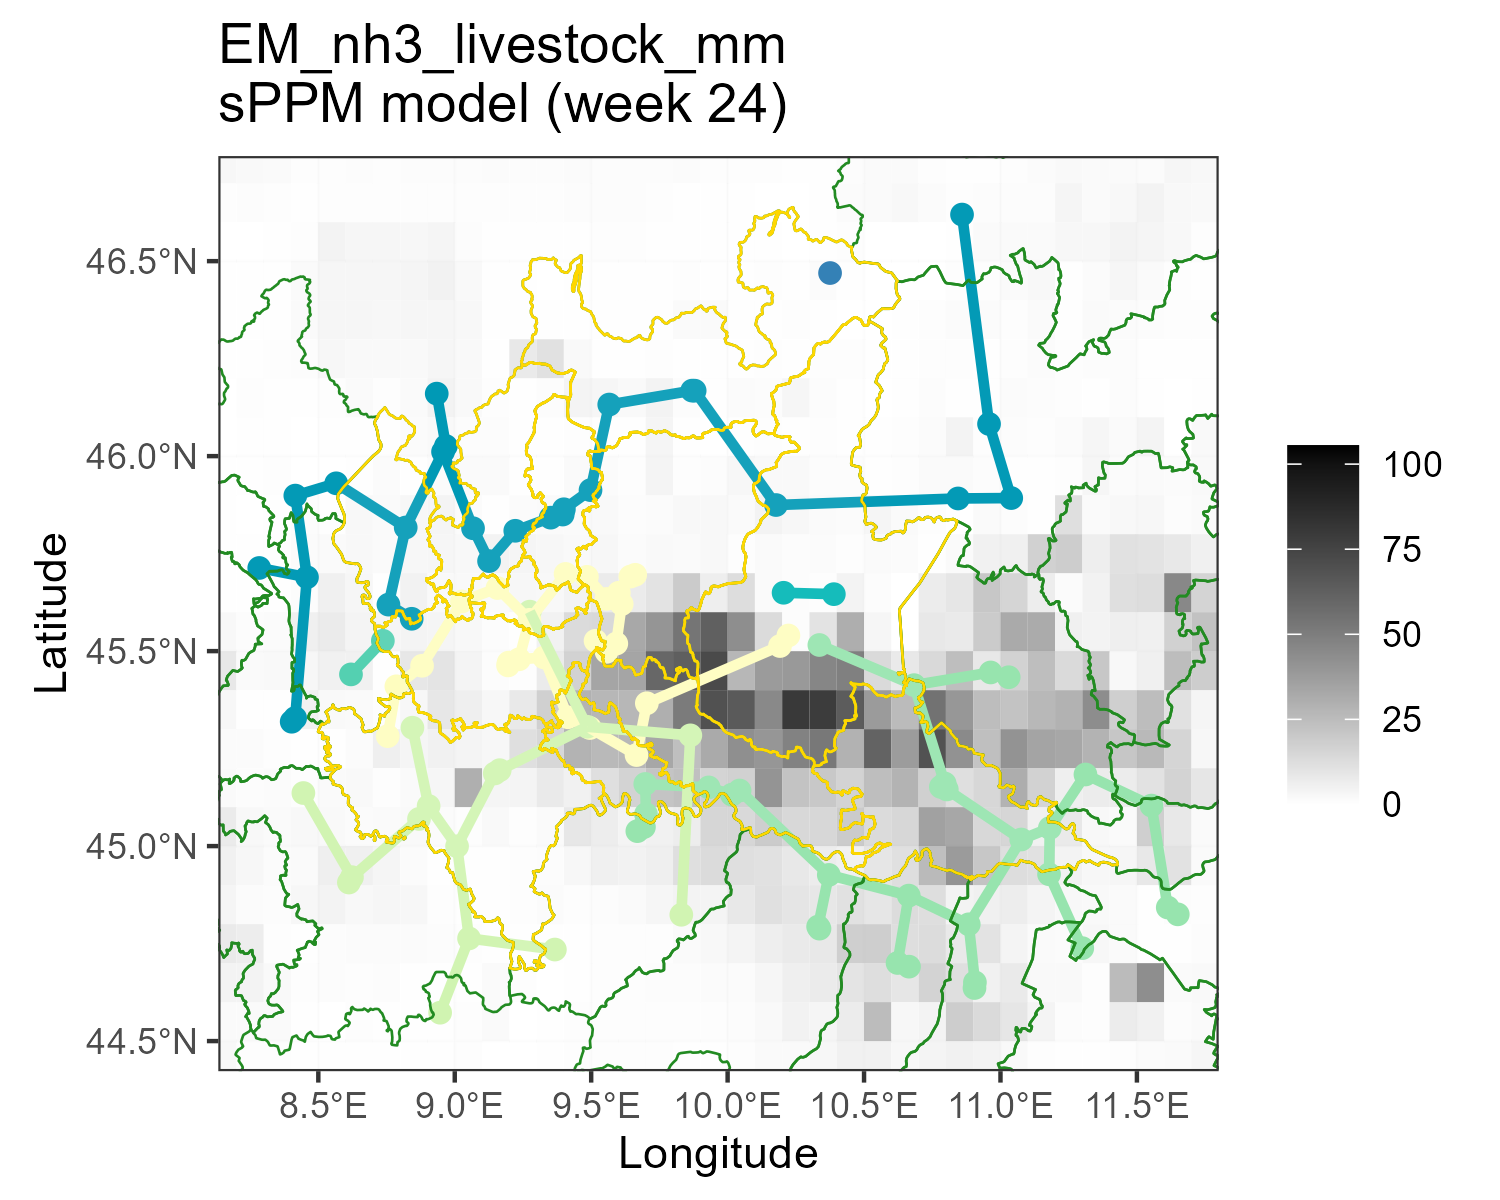 EM_nh3_livestock_mm
sPPM model (week 24)
46.5°N
46.0°N
45.5°N
45.0°N
44.5°N
Latitude
8.5°E
9.0°E
9.5°E
10.0°E
10.5°E
11.0°E
11.5°E
Longitude
100
75
50
25
0